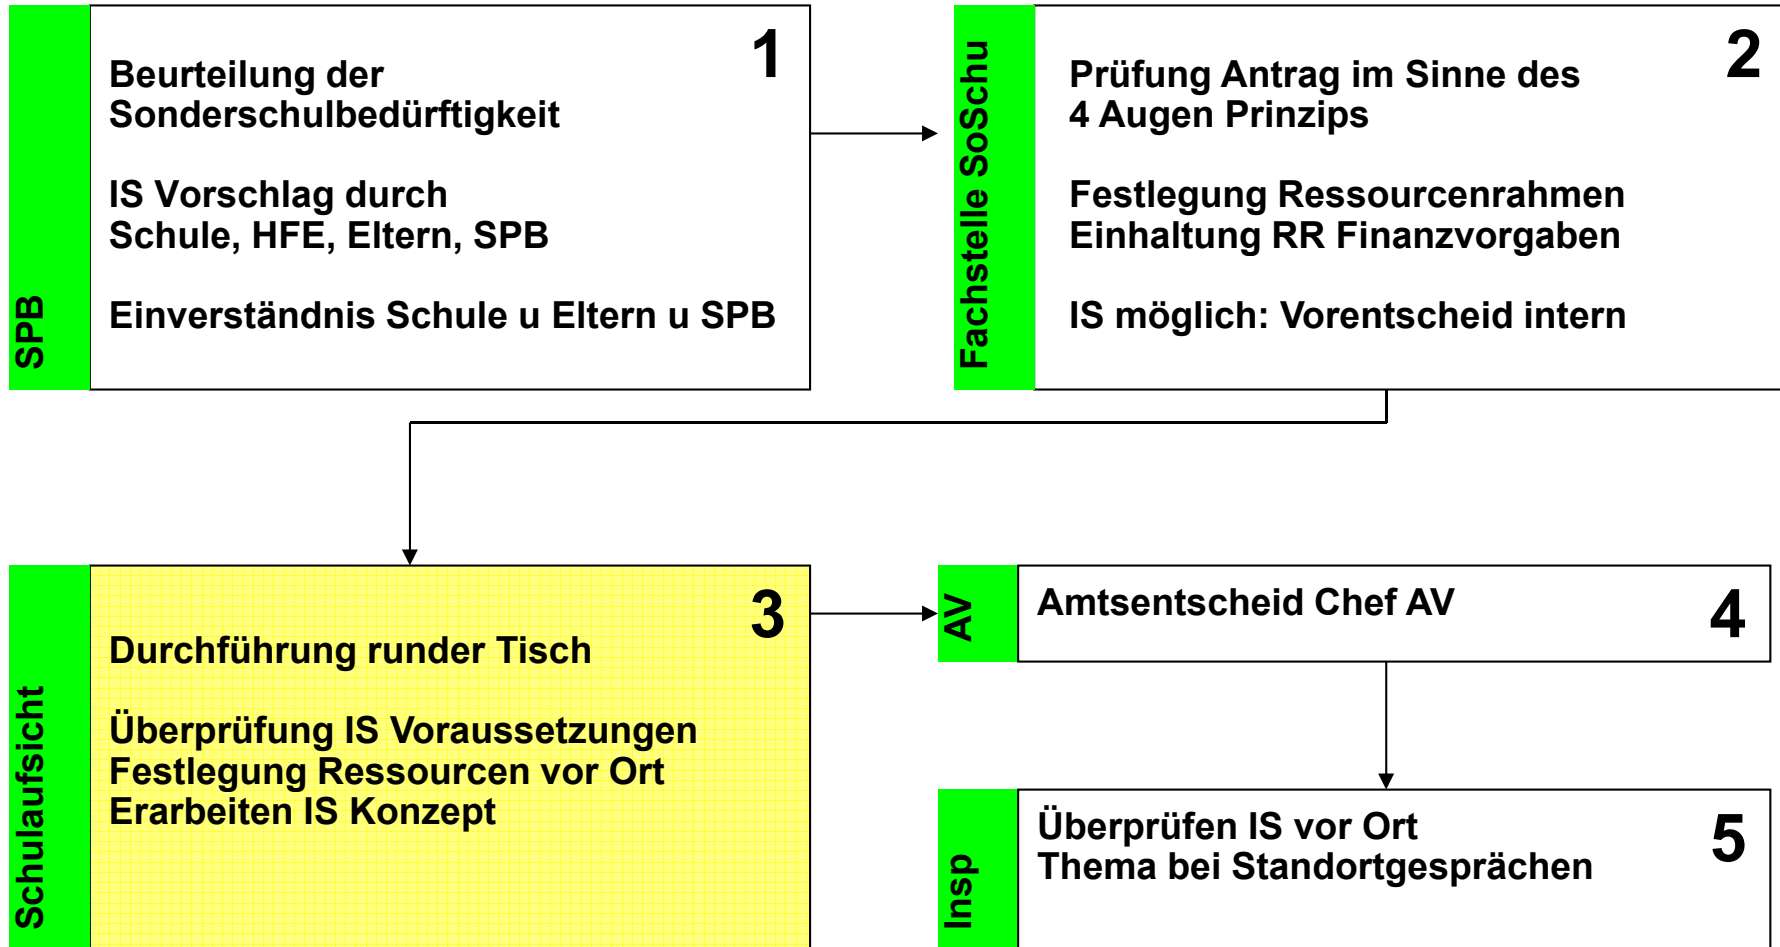 SPB
1
Beurteilung der
Sonderschulbedürftigkeit
IS Vorschlag durch
Schule, HFE, Eltern, SPB
Einverständnis Schule u Eltern u SPB
Fachstelle SoSchu
2
Prüfung Antrag im Sinne des
4 Augen Prinzips
Festlegung Ressourcenrahmen
Einhaltung RR Finanzvorgaben
IS möglich: Vorentscheid intern
Schulaufsicht
3
Durchführung runder Tisch
Überprüfung IS Voraussetzungen
Festlegung Ressourcen vor Ort
Erarbeiten IS Konzept
AV
Amtsentscheid Chef AV
4
Insp
5
Überprüfen IS vor Ort
Thema bei Standortgesprächen